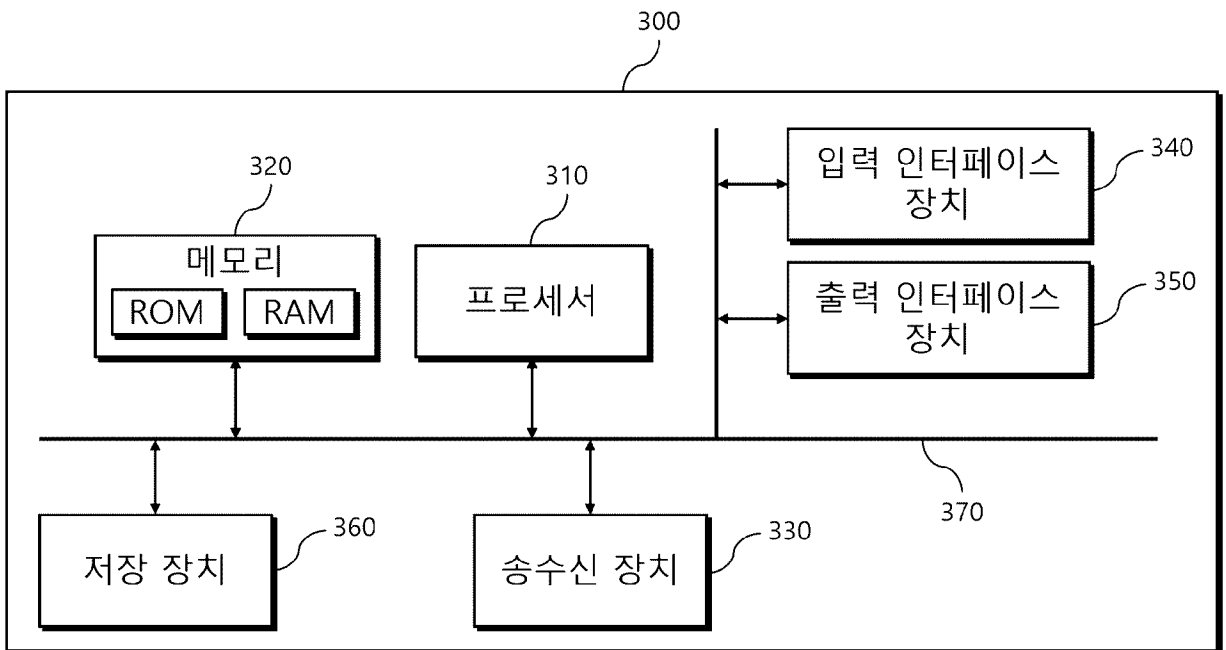 300
320
310
340
메모리
ROM
RAM
프로세서
입력 인터페이스
장치
출력 인터페이스
장치
350
370
저장 장치
360
송수신 장치
330